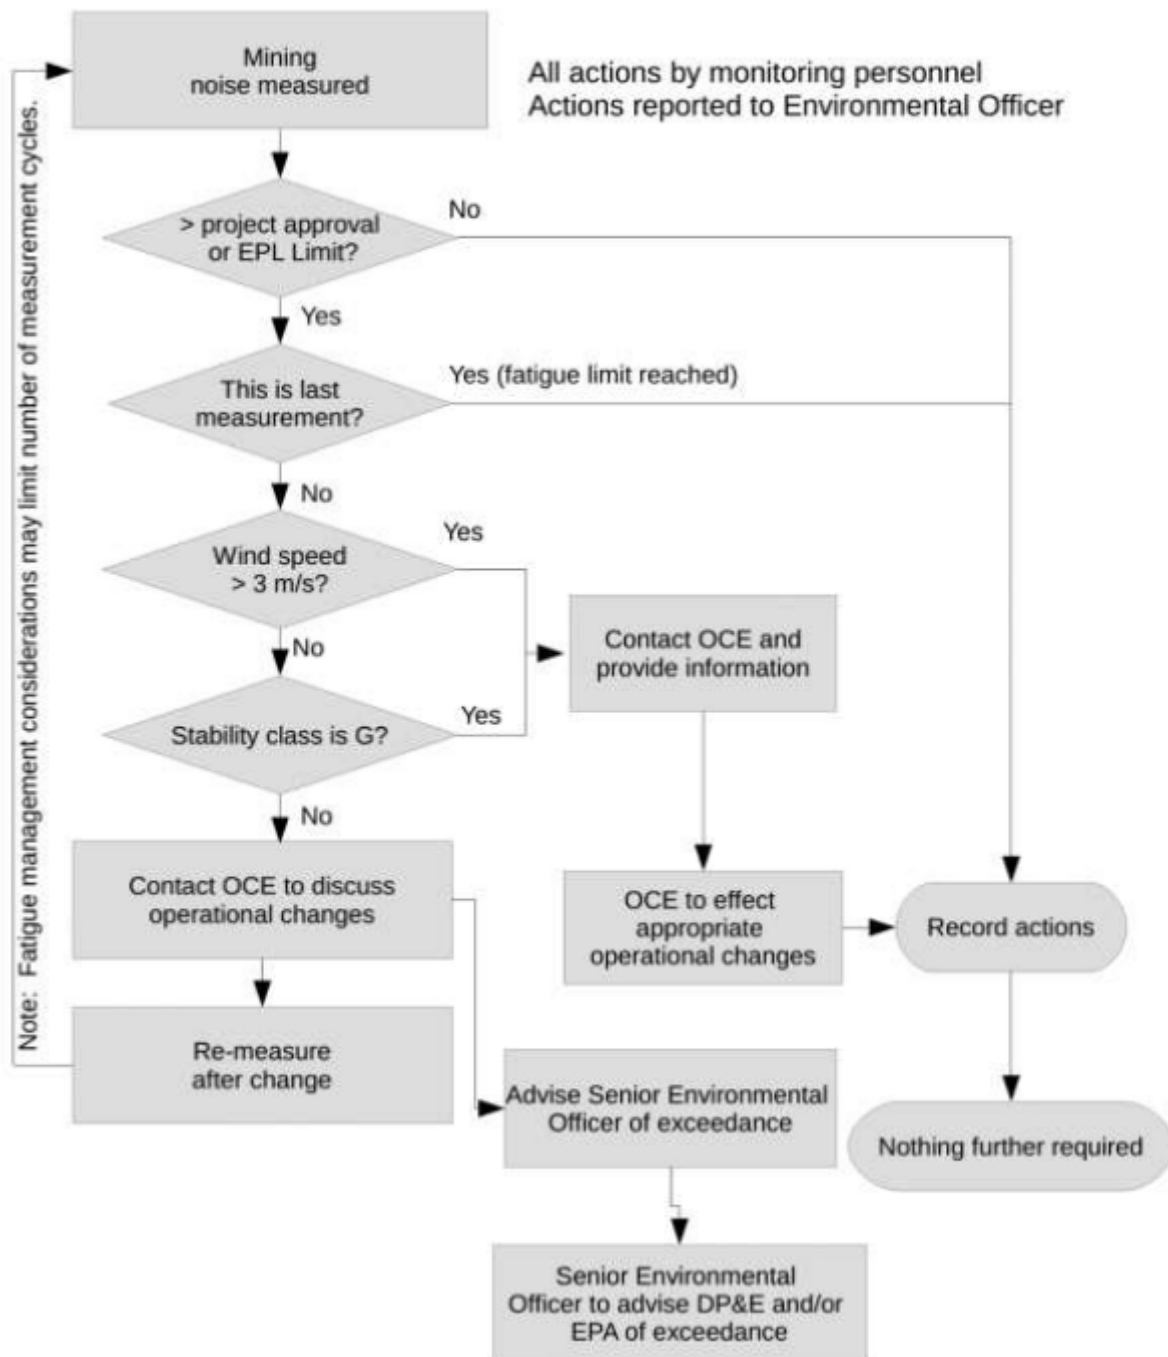 Mining
noise measured
All actions by monitoring personnel
Actions reported to Environmental Officer
Note: Fatigue management considerations may limit number of measurement cycles.
> project approval
or EPL Limit?
No
Yes
This is last
measurement?
Yes (fatigue limit reached)
No
Wind speed
> 3 m/s?
Yes
No
Contact OCE and
provide information
Stability class is G?
Yes
No
Contact OCE to discuss
operational changes
OCE to effect
appropriate
operational changes
Record actions
Re-measure
after change
Advise Senior Environmental
Officer of exceedance
Nothing further required
Senior Environmental
Officer to advise DP&E and/or
EPA of exceedance